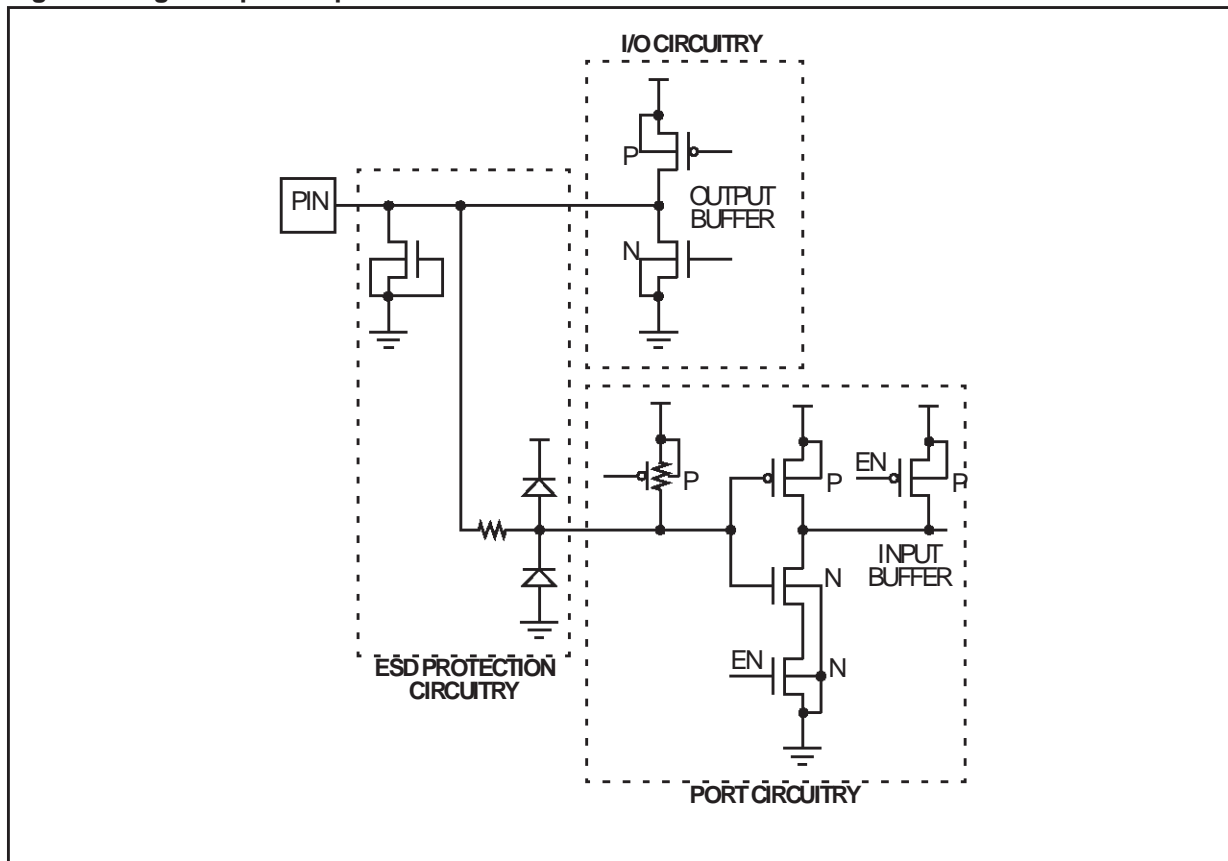 I/O CIRCUITRY
P
PIN
OUTPUT
BUFFER
N
EN
P
P
P
INPUT
BUFFER
N
EN
N
ESD PROTECTION
CIRCUITRY
PORT CIRCUITRY